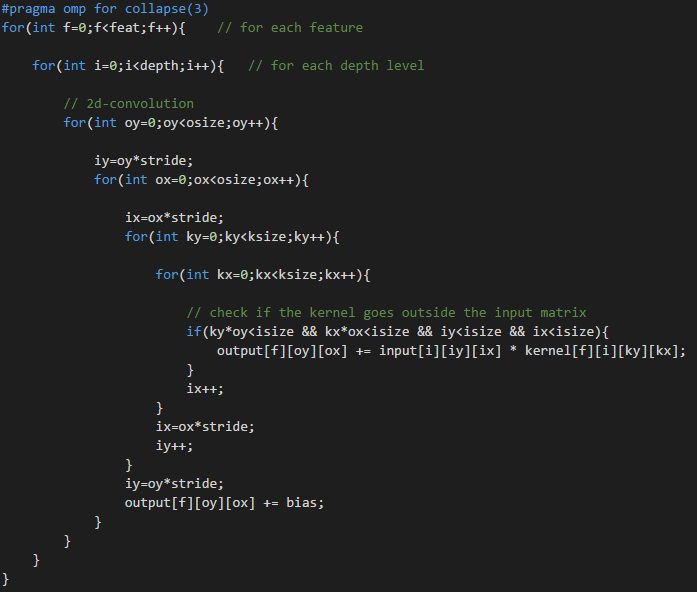 #pragma omp for collapse(3)
for(int f=0;f<feat;f++){    // for each feature
    for(int i=0;i<depth;i++){   // for each depth level
        // 2d-convolution
        for(int oy=0;oy<osize;oy++){
            iy=oy*stride;
            for(int ox=0;ox<osize;ox++){
                ix=ox*stride;
                for(int ky=0;ky<ksize;ky++){
                    for(int kx=0;kx<ksize;kx++){
                        // check if the kernel goes outside the input matrix
                        if(ky*oy<isize && kx*ox<isize && iy<isize && ix<isize){
                            output[f][oy][ox] += input[i][iy][ix] * kernel[f][i][ky][kx];
                        }
                        ix++;
                    }
                    ix=ox*stride;
                    iy++;
                }
                iy=oy*stride;
                output[f][oy][ox] += bias;
            }
        }
    }
}